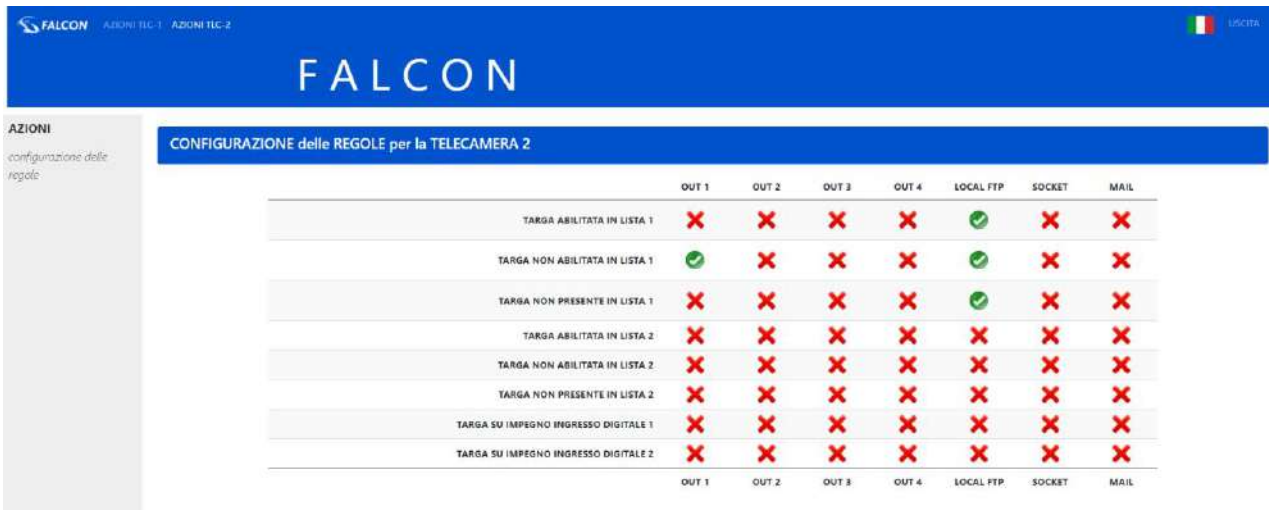 FALCON AZIONI TLC-1 AZIONI TLC-2 USCITA
FALCON
AZIONI
configurazione delle
regole
CONFIGURAZIONE delle REGOLE per la TELECAMERA 2
OUT 1 OUT 2 OUT 3 OUT 4 LOCAL FTP SOCKET MAIL
TARGA ABILITATA IN LISTA 1
TARGA NON ABILITATA IN LISTA 1
TARGA NON PRESENTE IN LISTA 1
TARGA ABILITATA IN LISTA 2
TARGA NON ABILITATA IN LISTA 2
TARGA NON PRESENTE IN LISTA 2
TARGA SU IMPEGNO INGRESSO DIGITALE 1
TARGA SU IMPEGNO INGRESSO DIGITALE 2
OUT 1 OUT 2 OUT 3 OUT 4 LOCAL FTP SOCKET MAIL